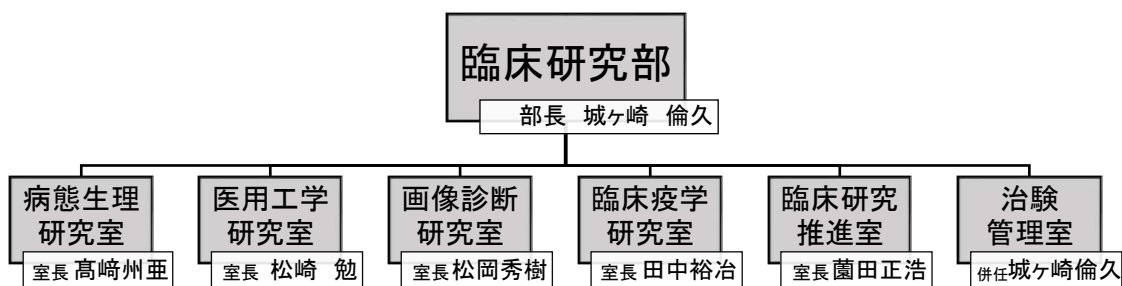 臨床研究部
部長 城ヶ崎 倫久
病態生理
研究室
室長 髙﨑州亜
医用工学
研究室
室長 松崎 勉
画像診断
研究室
室長 松岡秀樹
臨床疫学
研究室
室長 田中裕治
臨床研究
推進室
室長 薗田正浩
治験
管理室
併任 城ヶ崎倫久